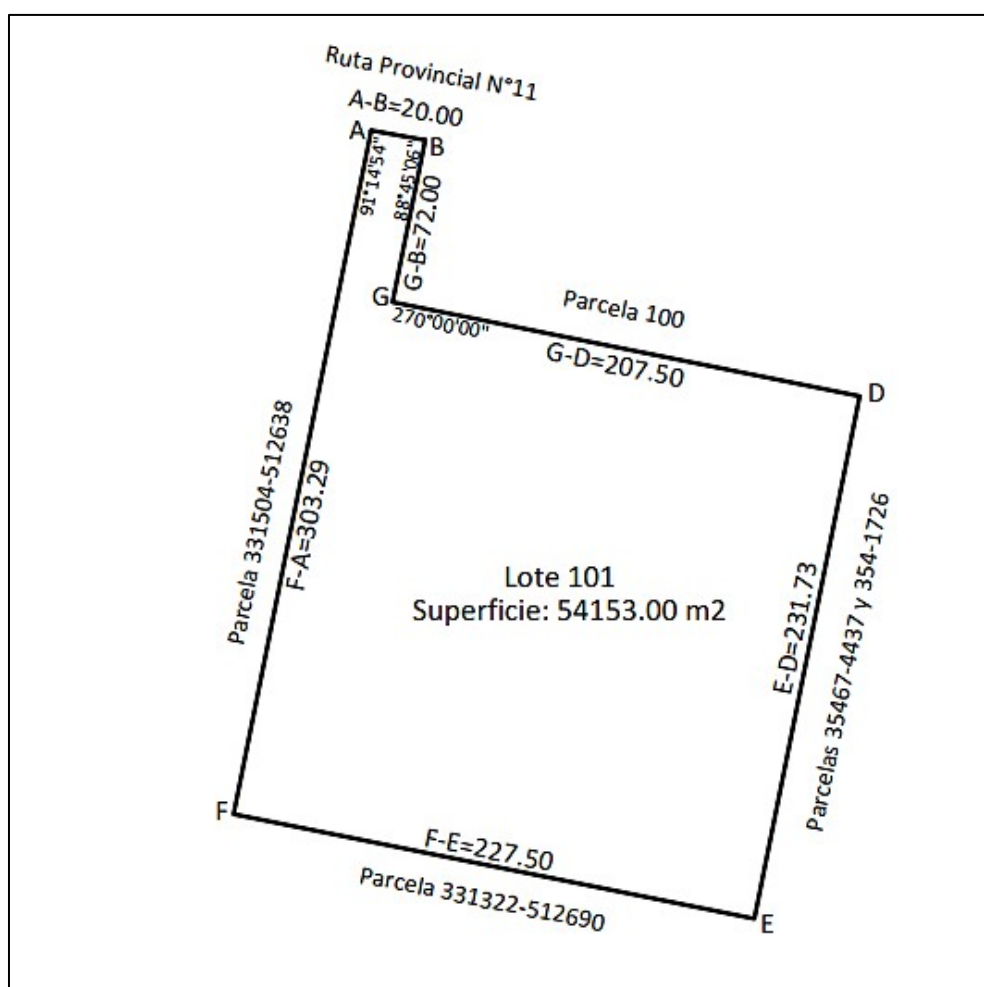 Ruta Provincial N°11
A-B=20.00
A
B
91°14'54"
88°45'06"
G-B=72.00
G
270°00'00"
Parcela 100
G-D=207.50
D
Parcela 331504-512638
F-A=303.29
Lote 101
Superficie: 54153.00 m2
E-D=231.73
Parcelas 35467-4437 y 354-1726
F
F-E=227.50
Parcela 331322-512690
E